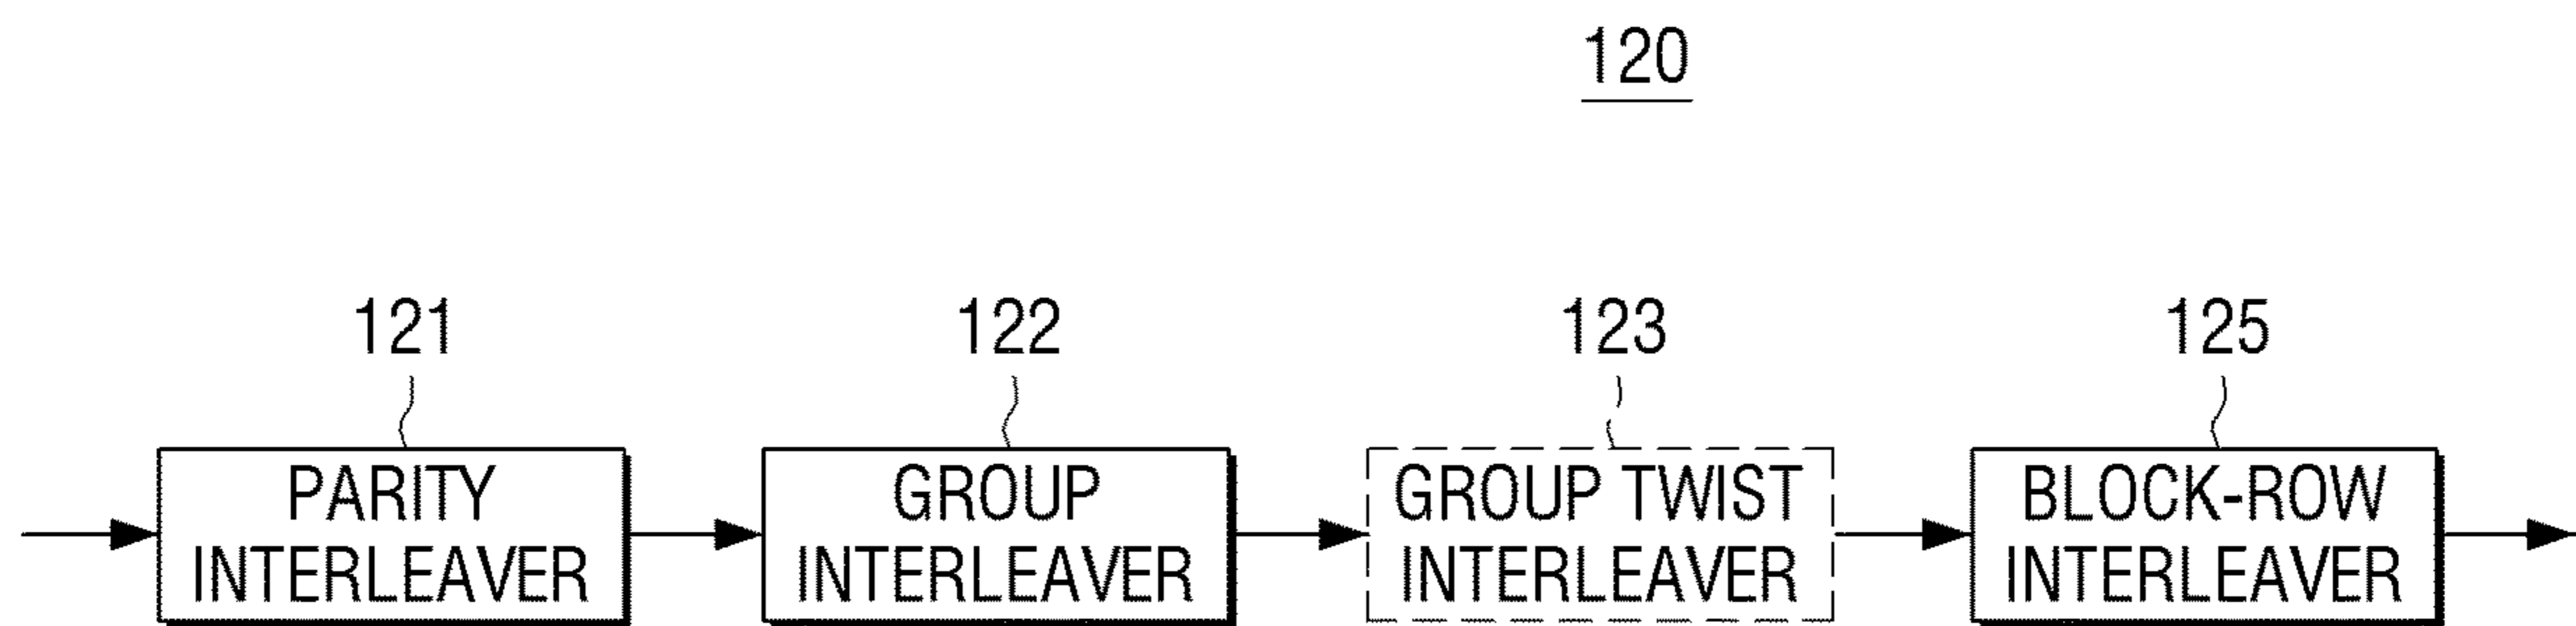 120
121
122
123
125
PARITY
INTERLEAVER
GROUP
INTERLEAVER
GROUP TWIST
INTERLEAVER
BLOCK-ROW
INTERLEAVER